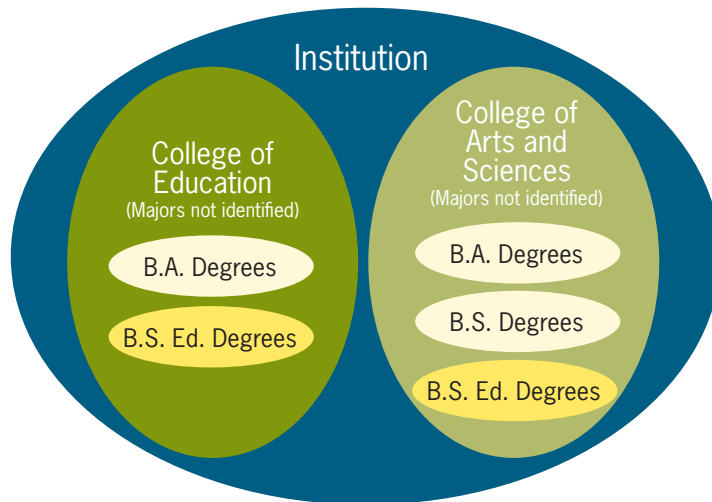 Institution
College of
Education
(Majors not identified)
B.A. Degrees
B.S. Ed. Degrees
College of
Arts and
Sciences
(Majors not identified)
B.A. Degrees
B.S. Degrees
B.S. Ed. Degrees